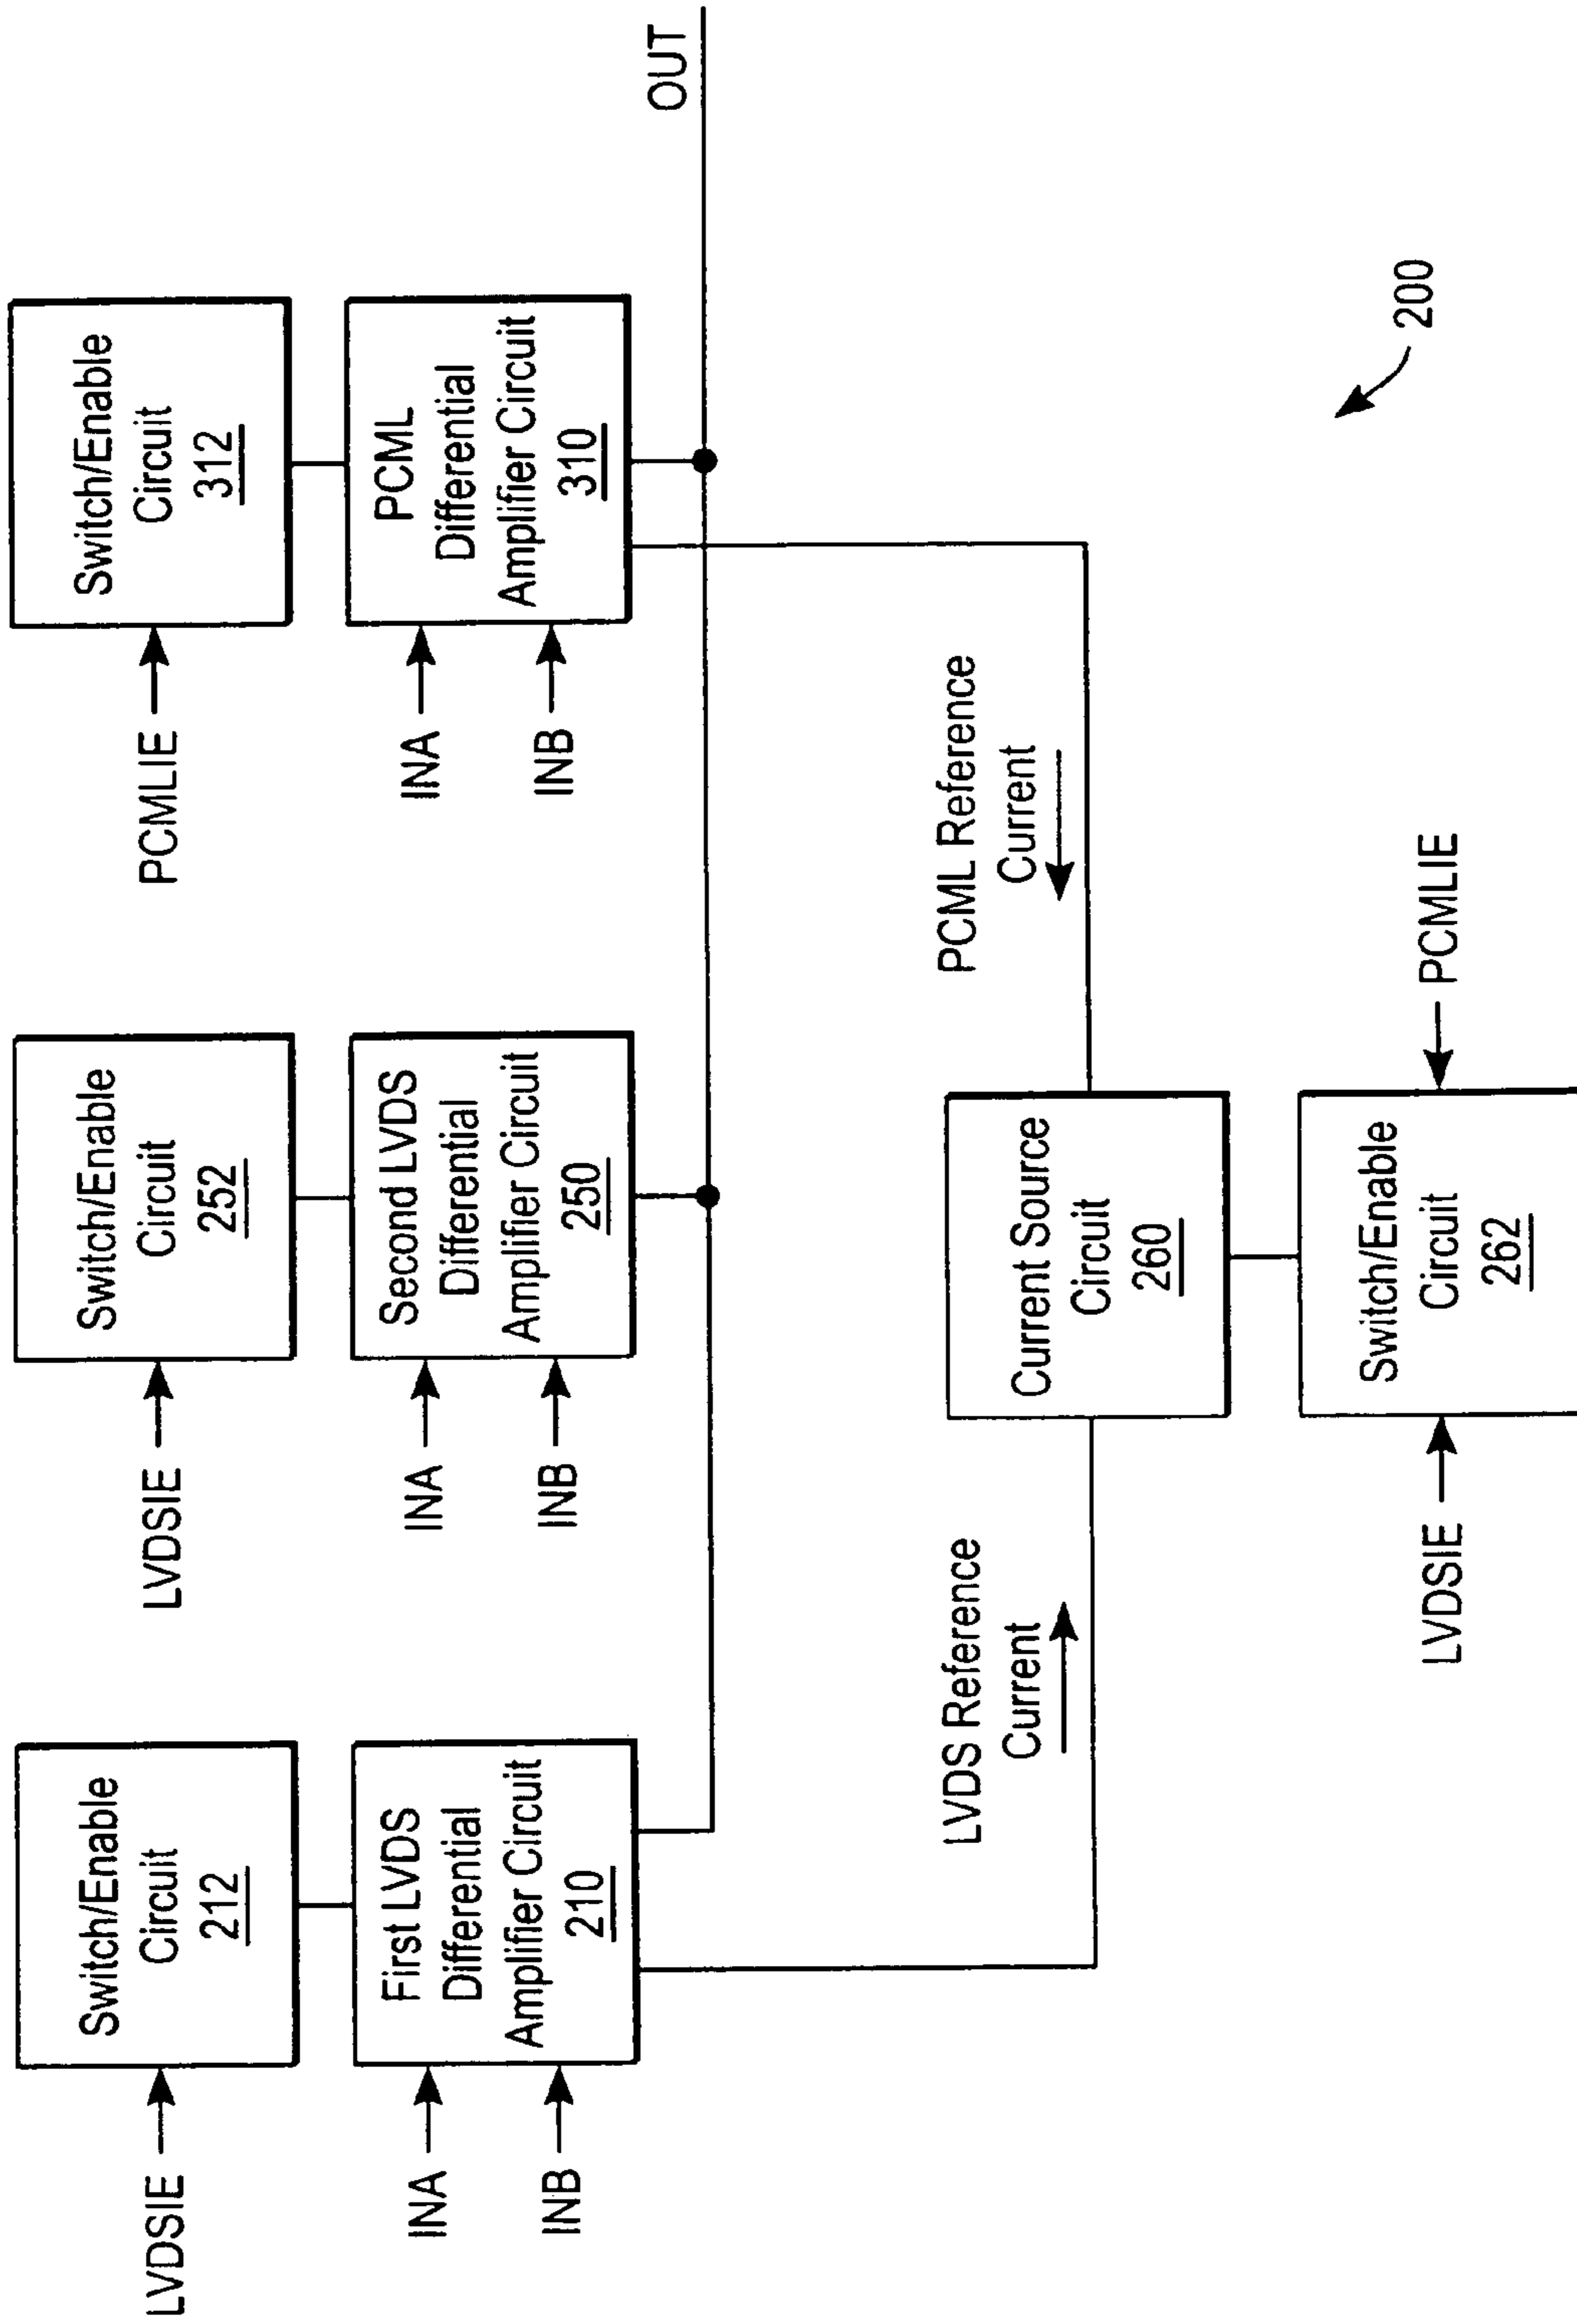 LVDSIE
Switch/Enable
Circuit
212
INA
INB
First LVDS
Differential
Amplifier Circuit
210
LVDSIE
Switch/Enable
Circuit
252
INA
INB
Second LVDS
Differential
Amplifier Circuit
250
PCMLIE
Switch/Enable
Circuit
312
INA
INB
PCML
Differential
Amplifier Circuit
310
OUT
LVDS Reference
Current
Current Source
Circuit
260
PCML Reference
Current
LVDSIE
Switch/Enable
Circuit
262
PCMLIE
200